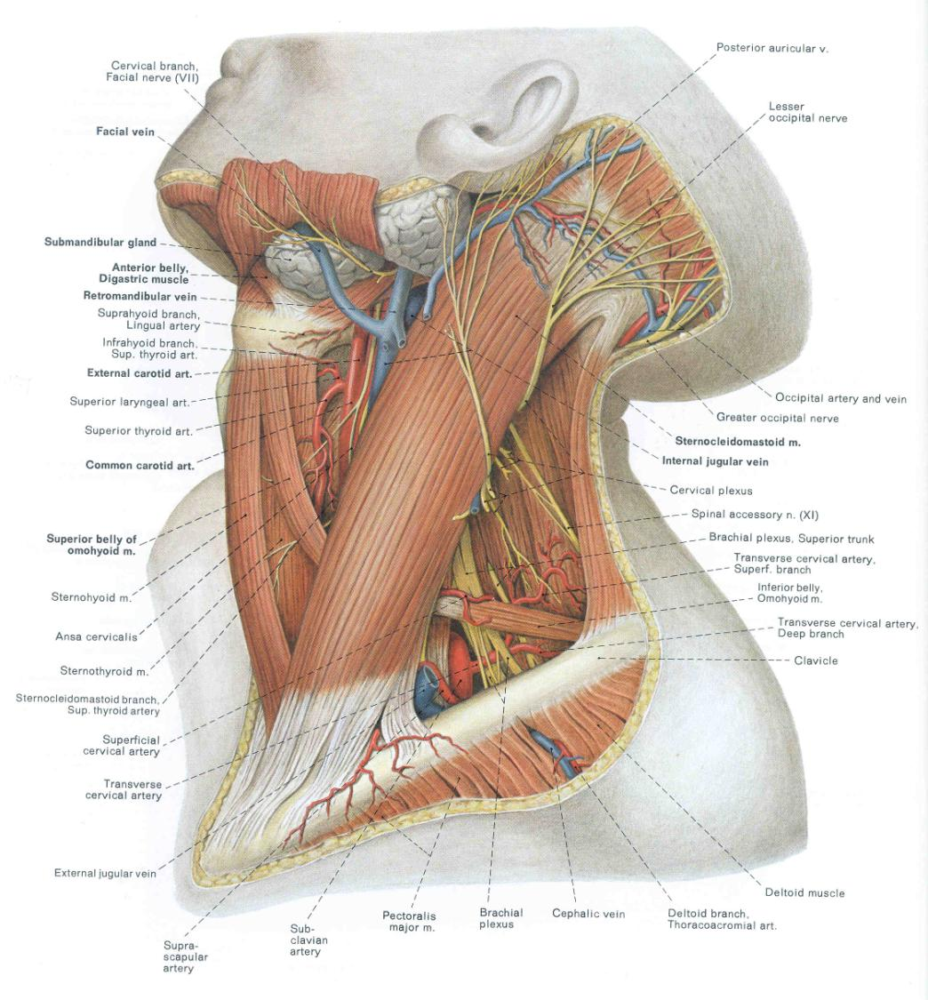 Posterior auricular v.
Cervical branch,
Facial nerve (VII)
Lesser
occipital nerve
Facial vein
Submandibular gland
Anterior belly,
Digastric muscle
Retromandibular vein
Suprahyoid branch,
Lingual artery
Infrahyoid branch.
Sup. thyroid art.
External carotid art.
Superior laryngeal art.
Superior thyroid art.
Common carotid art.
Superior belly of
omohyoid m.
Sternohyoid m.
Ansa cervicalis
Sternothyroid m.
Sternocleidomastoid branch,
Sup. thyroid artery
Superficial
cervical artery
Transverse
cervical artery
External jugular vein
Supra-
scapular
artery
Sub-
clavian
artery
Pectoralis
major m.
Brachial
plexus
Cephalic vein
Deltoid branch,
Thoracoacromial art.
Deltoid muscle
Occipital artery and vein
Greater occipital nerve
Sternocleidomastoid m.
Internal jugular vein
Cervical plexus
Spinal accessory n. (XI)
Brachial plexus, Superior trunk
Transverse cervical artery,
Superf. branch
Inferior belly,
Omohyoid m.
Transverse cervical artery,
Deep branch
Clavicle